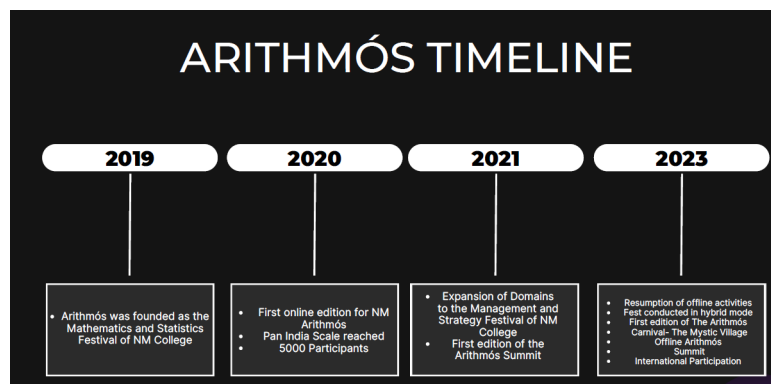 ARITHMÓS TIMELINE
2019
2020
2021
2023
• Arithmós was founded as the
Mathematics and Statistics
Festival of NM College
• First online edition for NM
Arithmós
• Pan India Scale reached
• 5000 Participants
• Expansion of Domains
to the Management and
Strategy Festival of NM
College
• First edition of the
Arithmós Summit
• Resumption of offline activities
• Fest conducted in hybrid mode
• First edition of The Arithmós
• Carnival- The Mystic Village
• Offline Arithmós
• Summit
• International Participation